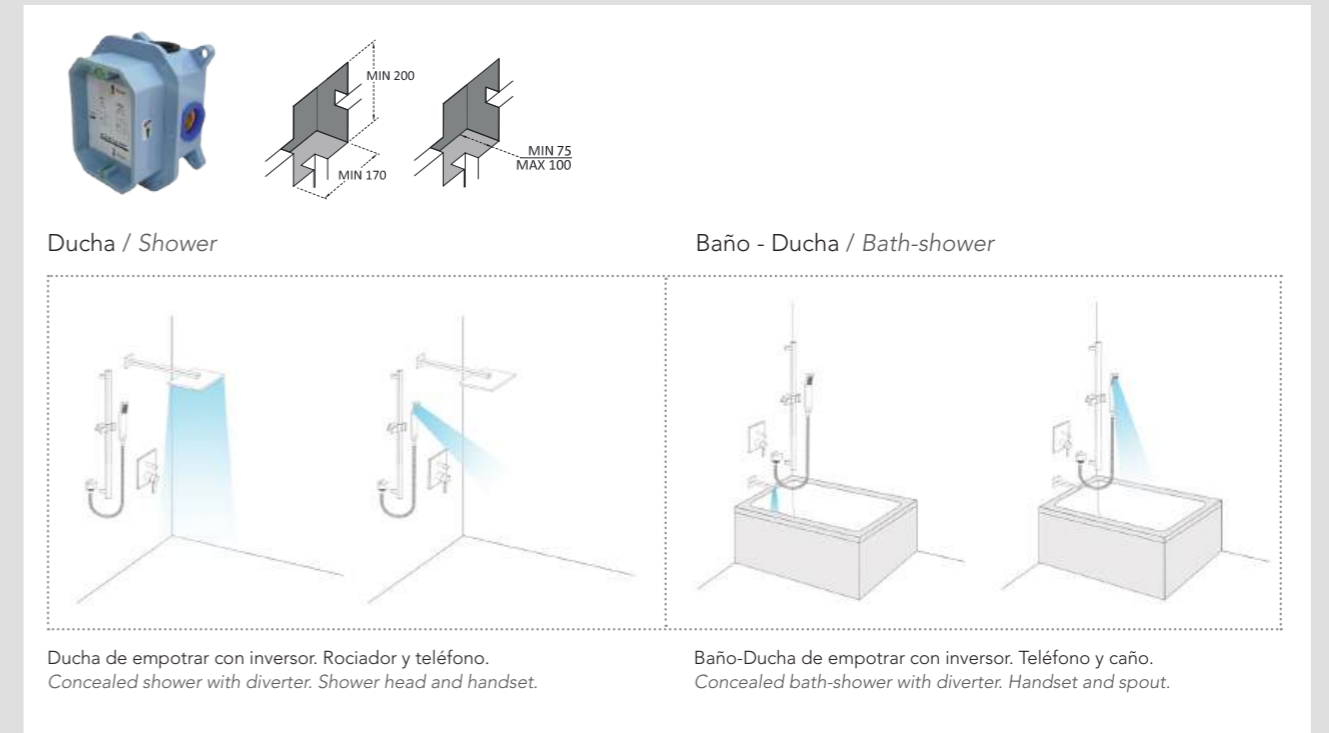 MIN 200
MIN 170
MIN 75
MAX 100
Ducha / Shower
Baño - Ducha / Bath-shower
Ducha de empotrar con inversor. Rociador y teléfono.
Concealed shower with diverter. Shower head and handset.
Baño-Ducha de empotrar con inversor. Teléfono y caño.
Concealed bath-shower with diverter. Handset and spout.